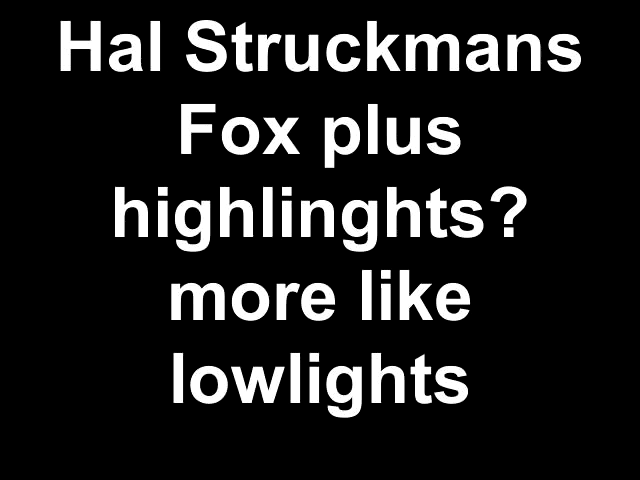 Hal Struckmans
Fox plus
highlinghts?
more like
lowlights